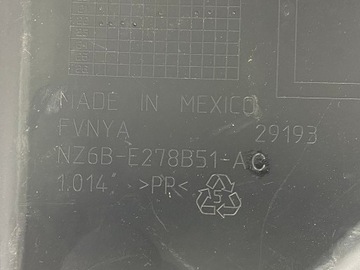 MADE IN MEXICO
FVNYA 29193
NZ6B-E278B51-AC
1.014 >PP<
5